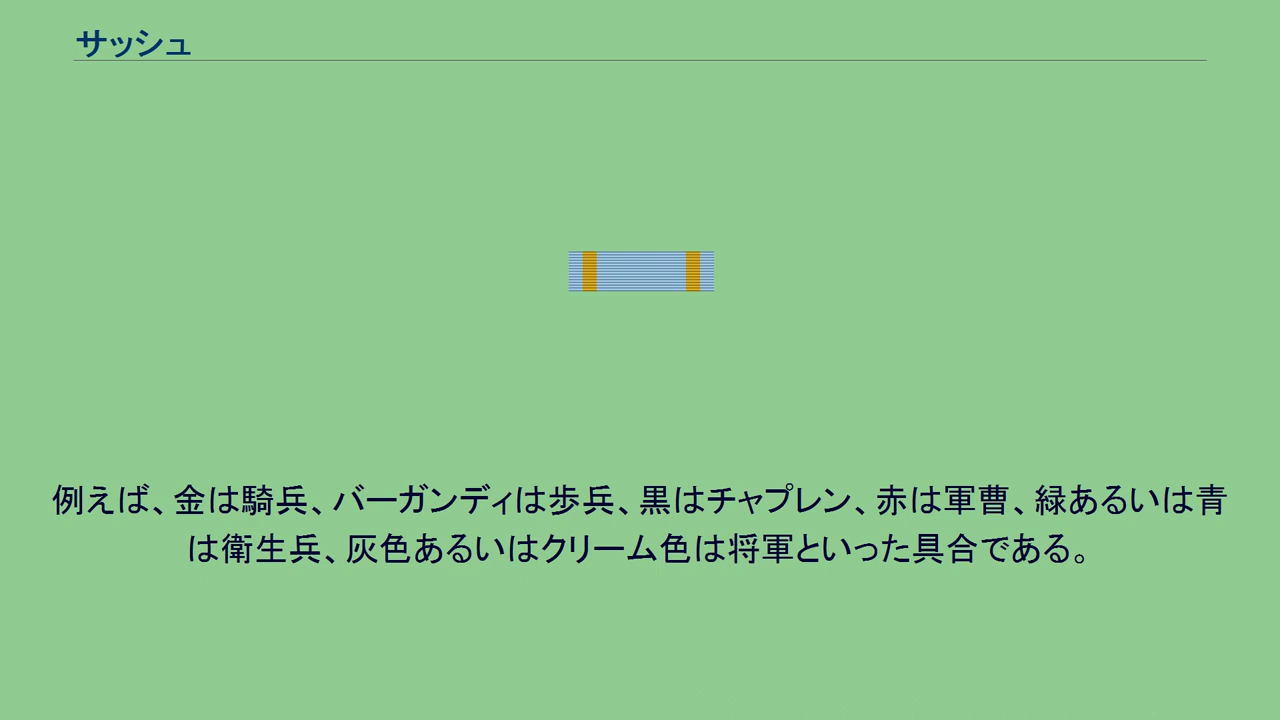 サッシュ
例えば、金は騎兵、バーガンディは歩兵、黒はチャプレン、赤は軍曹、緑あるいは青
は衛生兵、灰色あるいはクリーム色は将軍といった具合である。